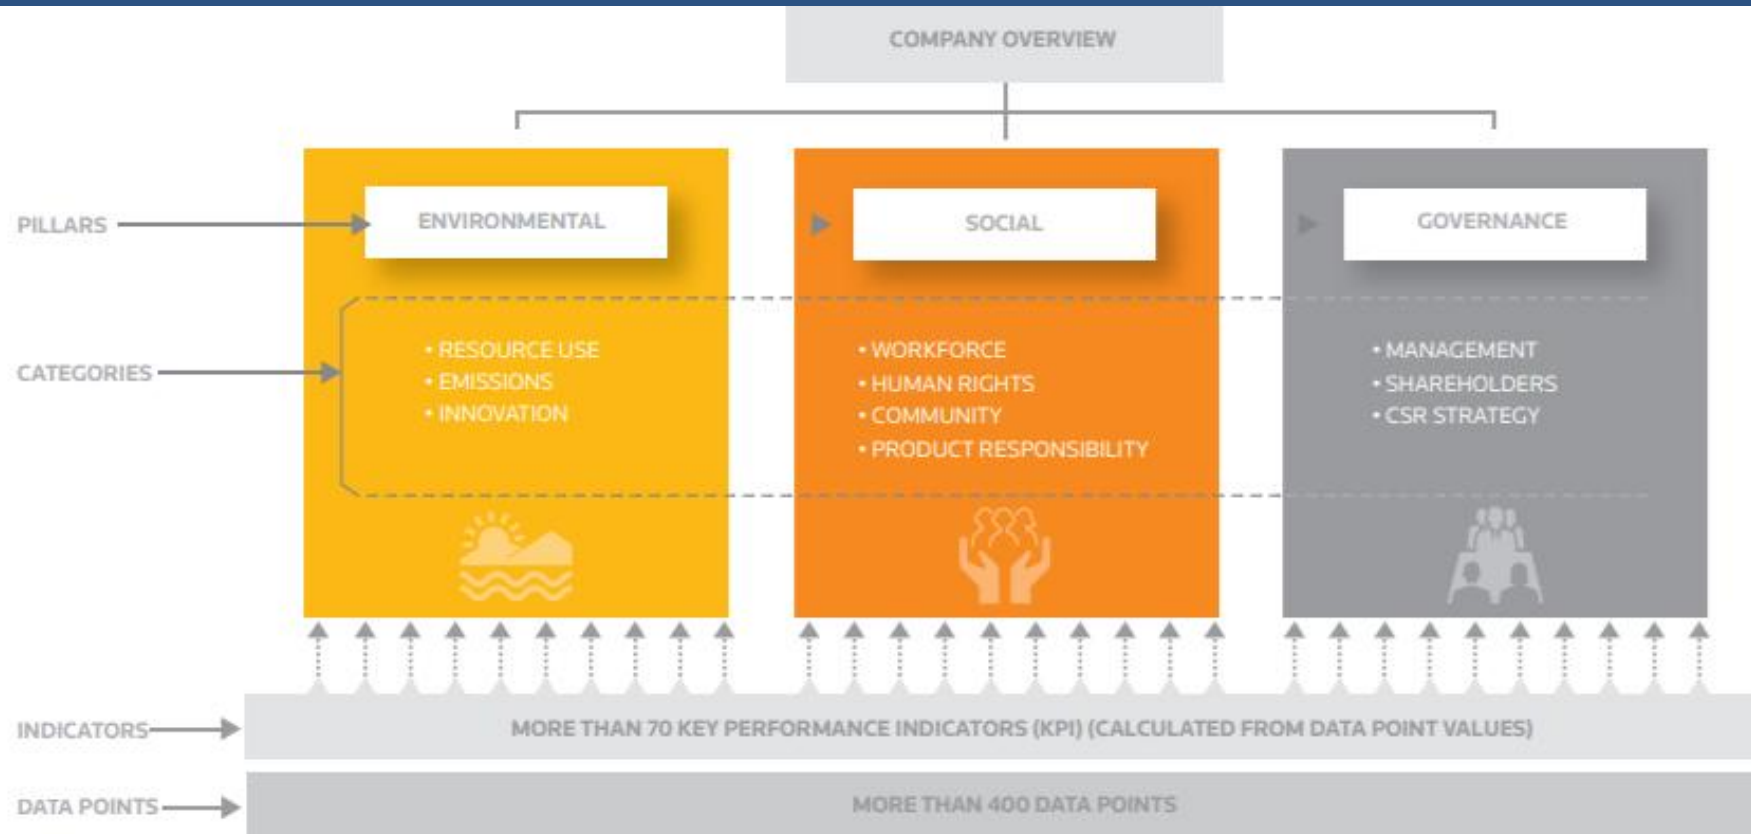 COMPANY OVERVIEW
PILLARS
ENVIRONMENTAL
SOCIAL
GOVERNANCE
CATEGORIES
• RESOURCE USE
• EMISSIONS
• INNOVATION
• WORKFORCE
• HUMAN RIGHTS
• COMMUNITY
• PRODUCT RESPONSIBILITY
• MANAGEMENT
• SHAREHOLDERS
• CSR STRATEGY
INDICATORS
MORE THAN 70 KEY PERFORMANCE INDICATORS (KPI) (CALCULATED FROM DATA POINT VALUES)
DATA POINTS
MORE THAN 400 DATA POINTS